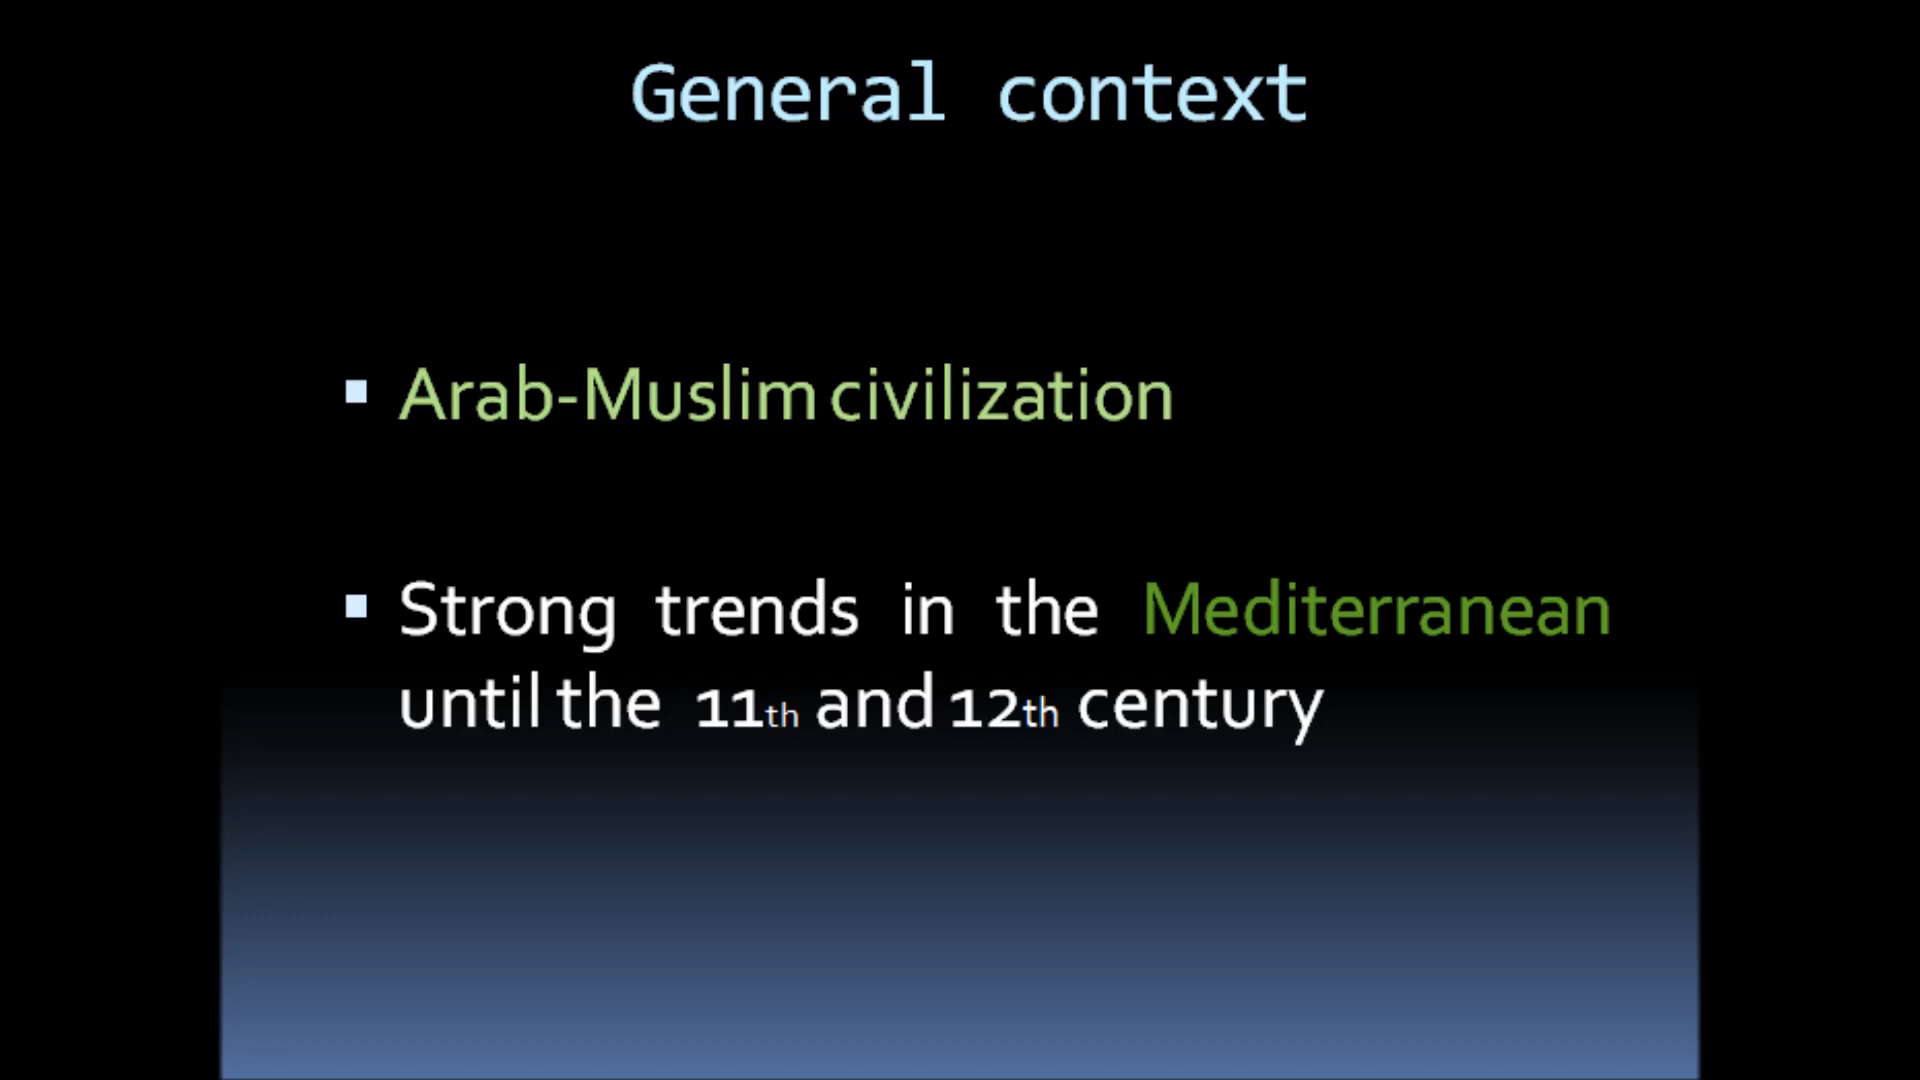 General context
▪ Arab-Muslim civilization
▪ Strong trends in the Mediterranean
until the 11th and 12th century